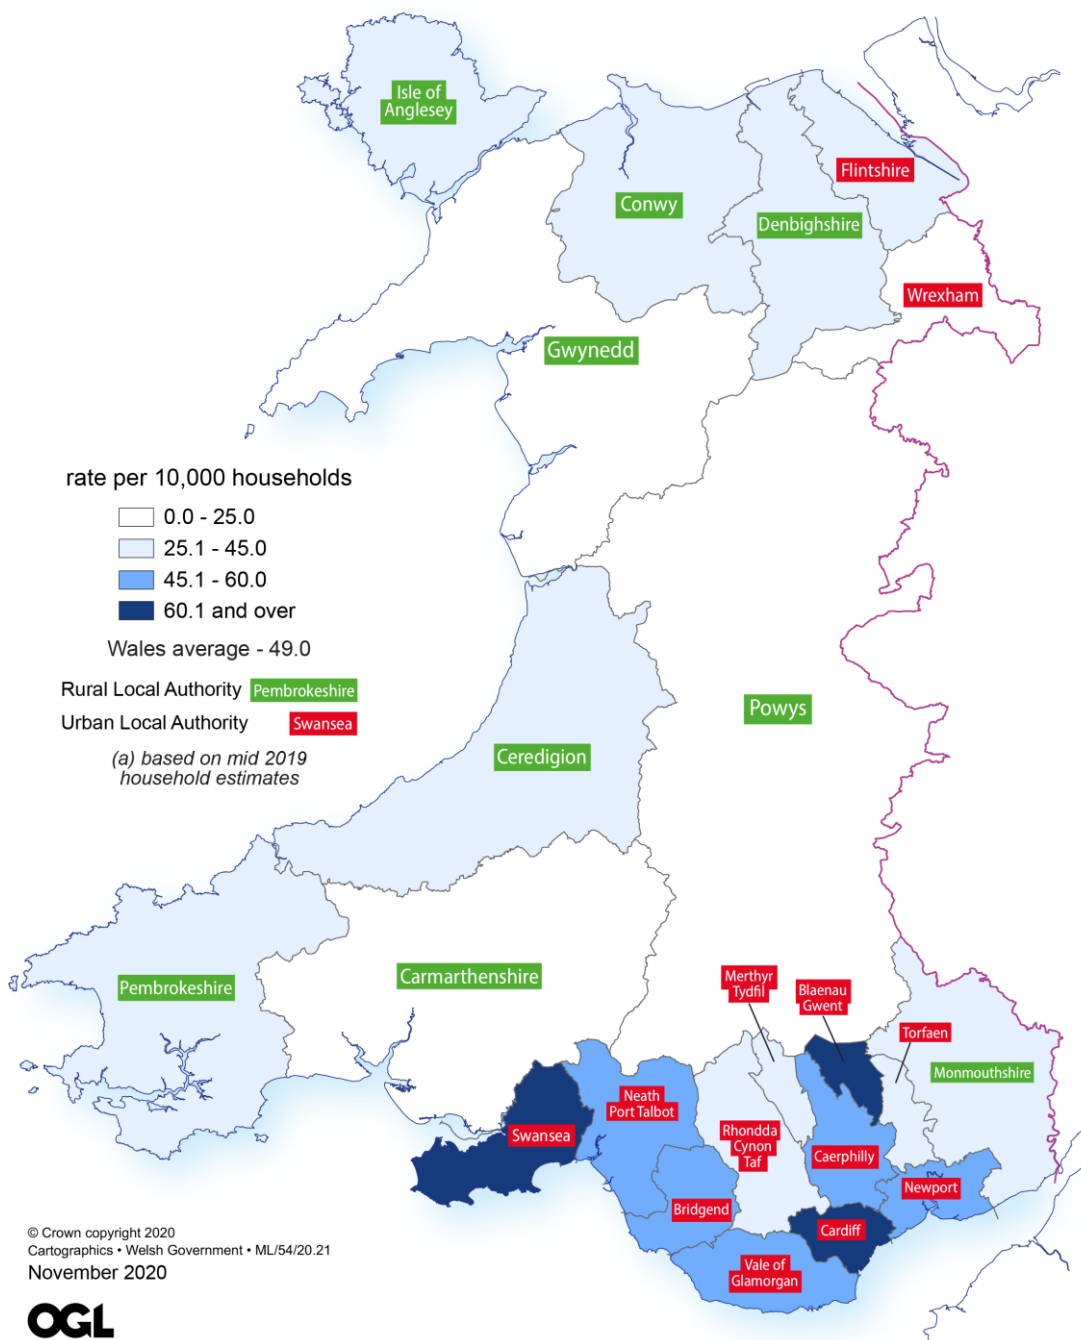 Isle of
Anglesey
Flintshire
Conwy
Denbighshire
Wrexham
Gwynedd
rate per 10,000 households
0.0 - 25.0
25.1 - 45.0
45.1 - 60.0
60.1 and over
Wales average - 49.0
Rural Local Authority Pembrokeshire
Urban Local Authority Swansea
(a) based on mid 2019
household estimates
Powys
Ceredigion
Pembrokeshire
Carmarthenshire
Merthyr
Tydfil
Blaenau
Gwent
Torfaen
Monmouthshire
Neath
Port Talbot
Swansea
Rhondda
Cynon
Taf
Caerphilly
Newport
Bridgend
Cardiff
Vale of
Glamorgan
© Crown copyright 2020
Cartographics • Welsh Government • ML/54/20.21
November 2020
OGL